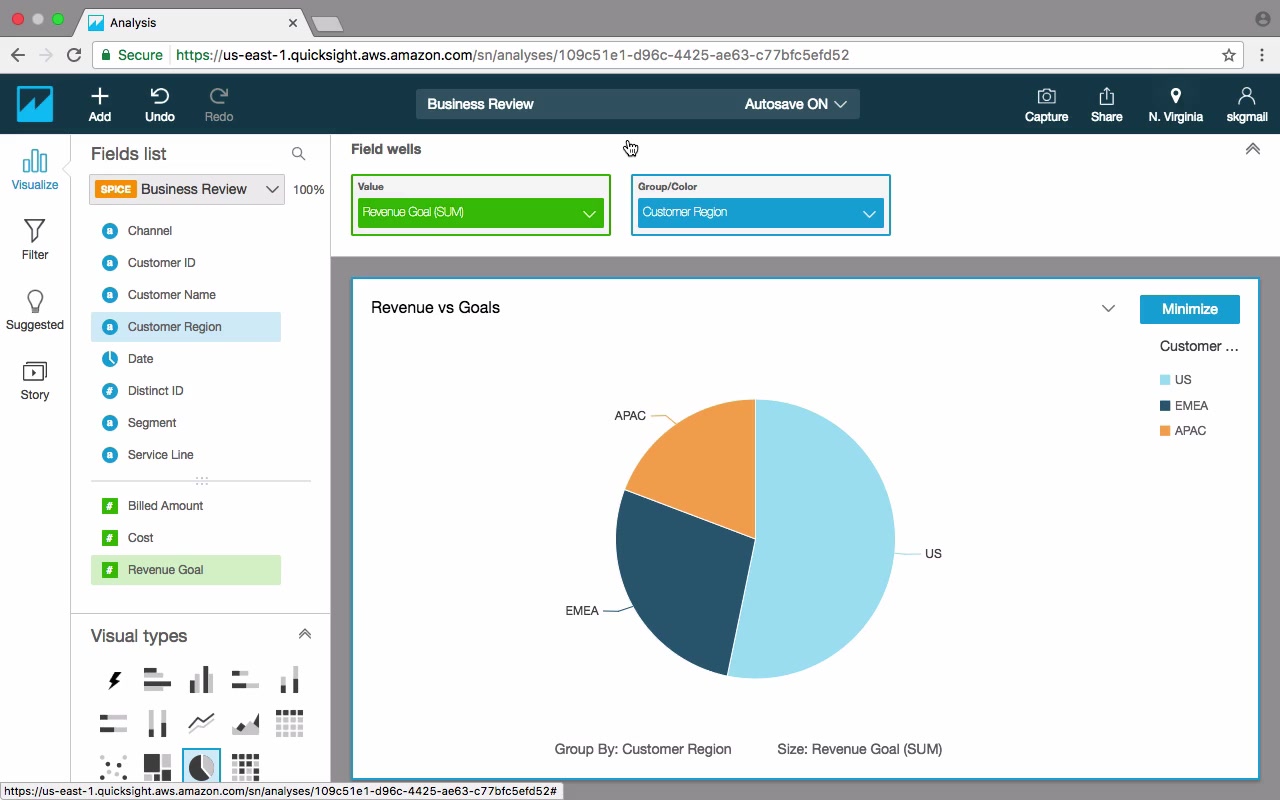 Analysis
Secure
https://us-east-1.quicksight.aws.amazon.com/sn/analyses/109c51e1-d96c-4425-ae63-c77bfc5efd52
Add
Undo
Redo
Business Review
Autosave ON
Capture
Share
N. Virginia
skgmail
Visualize
Filter
Suggested
Story
Fields list
SPICE Business Review 100%
a Channel
a Customer ID
a Customer Name
a Customer Region
Date
# Distinct ID
a Segment
a Service Line
# Billed Amount
# Cost
# Revenue Goal
Visual types
Field wells
Value
Revenue Goal (SUM)
Group/Color
Customer Region
Revenue vs Goals
Minimize
Customer ...
US
EMEA
APAC
APAC
US
EMEA
Group By: Customer Region
Size: Revenue Goal (SUM)
https://us-east-1.quicksight.aws.amazon.com/sn/analyses/109c51e1-d96c-4425-ae63-c77bfc5efd52#